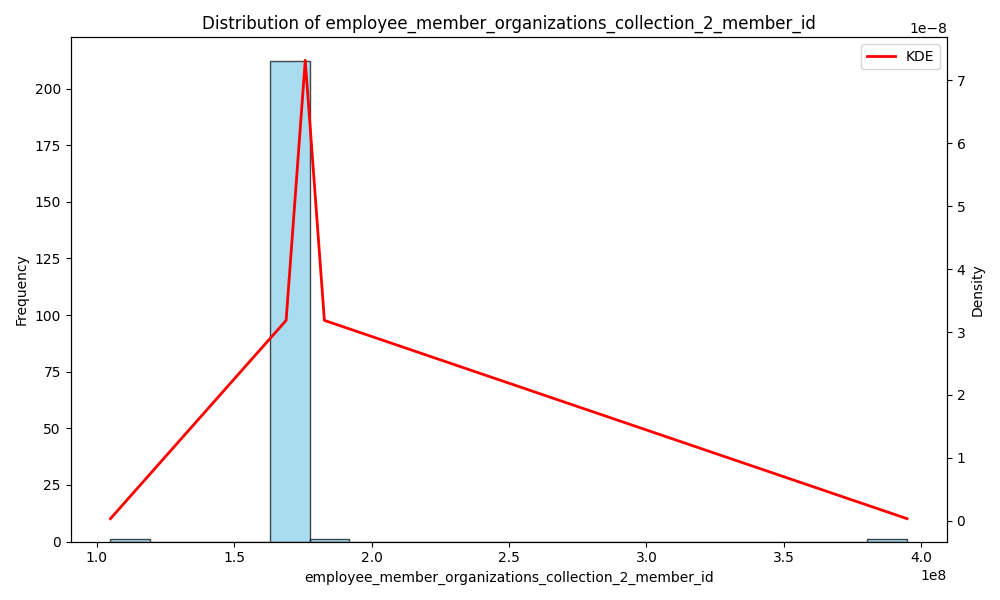 Distribution of employee_member_organizations_collection_2_member_id
1e−8
KDE
200
175
150
125
100
75
50
25
0
Frequency
7
6
5
4
3
2
1
0
Density
1.0 1.5 2.0 2.5 3.0 3.5 4.0
1e8
employee_member_organizations_collection_2_member_id